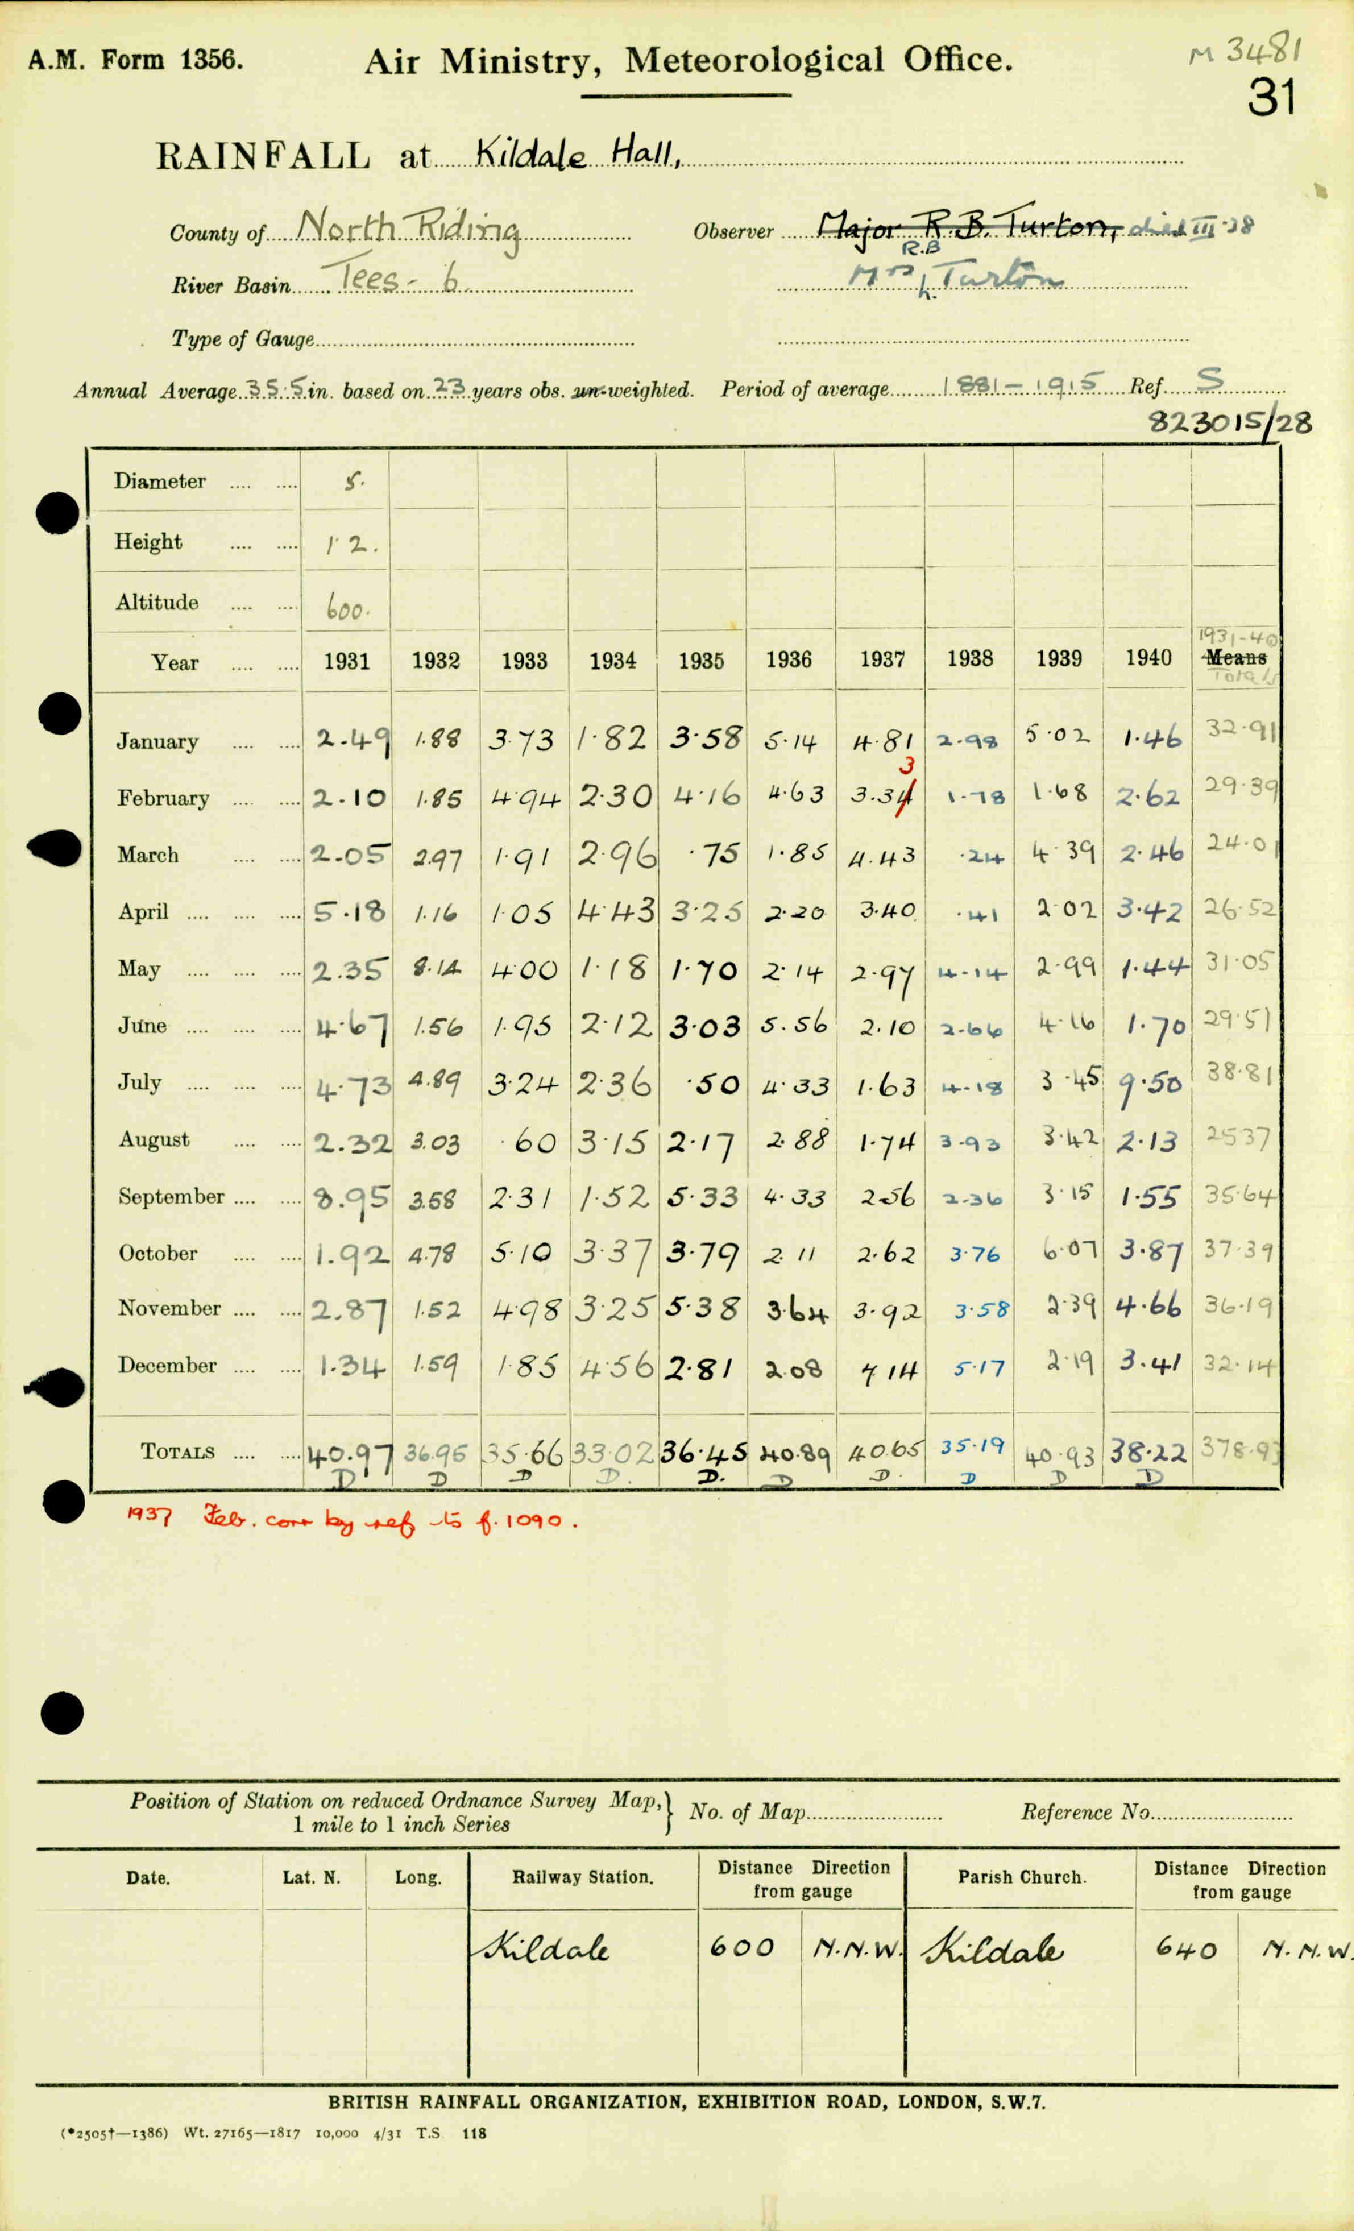 A.M. Form 1356. Air Ministry, Meteorological Office. M 3481
31
RAINFALL at Kildale Hall,
County of North Riding Observer Major R.B. Turton, died III.38
R.B
River Basin Tees - 6 Mrs L. Turton
Type of Gauge
Annual Average 35.5 in. based on 23 years obs. un-weighted. Period of average 1881-1915 Ref. S
823015/28
Diameter .... .... 5.
Height .... .... 1' 2.
Altitude .... .... 600.
1931-40
Year .... .... 1931 1932 1933 1934 1935 1936 1937 1938 1939 1940 Means
Totals
January .... .... 2.49 1.88 3.73 1.82 3.58 5.14 4.81 2.98 5.02 1.46 32.91
3
February .... .... 2.10 1.85 4.94 2.30 4.16 4.63 3.34 1.78 1.68 2.62 29.39
March .... .... 2.05 2.97 1.91 2.96 .75 1.85 4.43 .24 4.39 2.46 24.01
April .... .... .... 5.18 1.16 1.05 4.43 3.25 2.20 3.40 .41 2.02 3.42 26.52
May .... .... .... 2.35 8.14 4.00 1.18 1.70 2.14 2.97 4.14 2.99 1.44 31.05
June .... .... .... 4.67 1.56 1.95 2.12 3.03 5.56 2.10 2.66 4.16 1.70 29.51
July .... .... .... 4.73 4.89 3.24 2.36 .50 4.33 1.63 4.18 3.45 9.50 38.81
August .... .... 2.32 3.03 .60 3.15 2.17 2.88 1.74 3.93 3.42 2.13 25.37
September .... .... 8.95 3.58 2.31 1.52 5.33 4.33 2.56 2.36 3.15 1.55 35.64
October .... .... 1.92 4.78 5.10 3.37 3.79 2.11 2.62 3.76 6.07 3.87 37.39
November .... .... 2.87 1.52 4.98 3.25 5.38 3.64 3.92 3.58 2.39 4.66 36.19
December .... .... 1.34 1.59 1.85 4.56 2.81 2.08 7.14 5.17 2.19 3.41 32.14
TOTALS .... .... 40.97 36.95 35.66 33.02 36.45 40.89 40.65 35.19 40.93 38.22 378.93
D D D D. D. D D. D D D
1937 Feb. corr by ref to f. 1090.
Position of Station on reduced Ordnance Survey Map, } No. of Map Reference No.
1 mile to 1 inch Series
Date. Lat. N. Long. Railway Station. Distance Direction from gauge Parish Church. Distance Direction from gauge
Kildale 600 N.N.W. Kildale 640 N.N.W.
BRITISH RAINFALL ORGANIZATION, EXHIBITION ROAD, LONDON, S.W.7.
(*2505†—1386) Wt. 27165—1817 10,000 4/31 T.S. 118